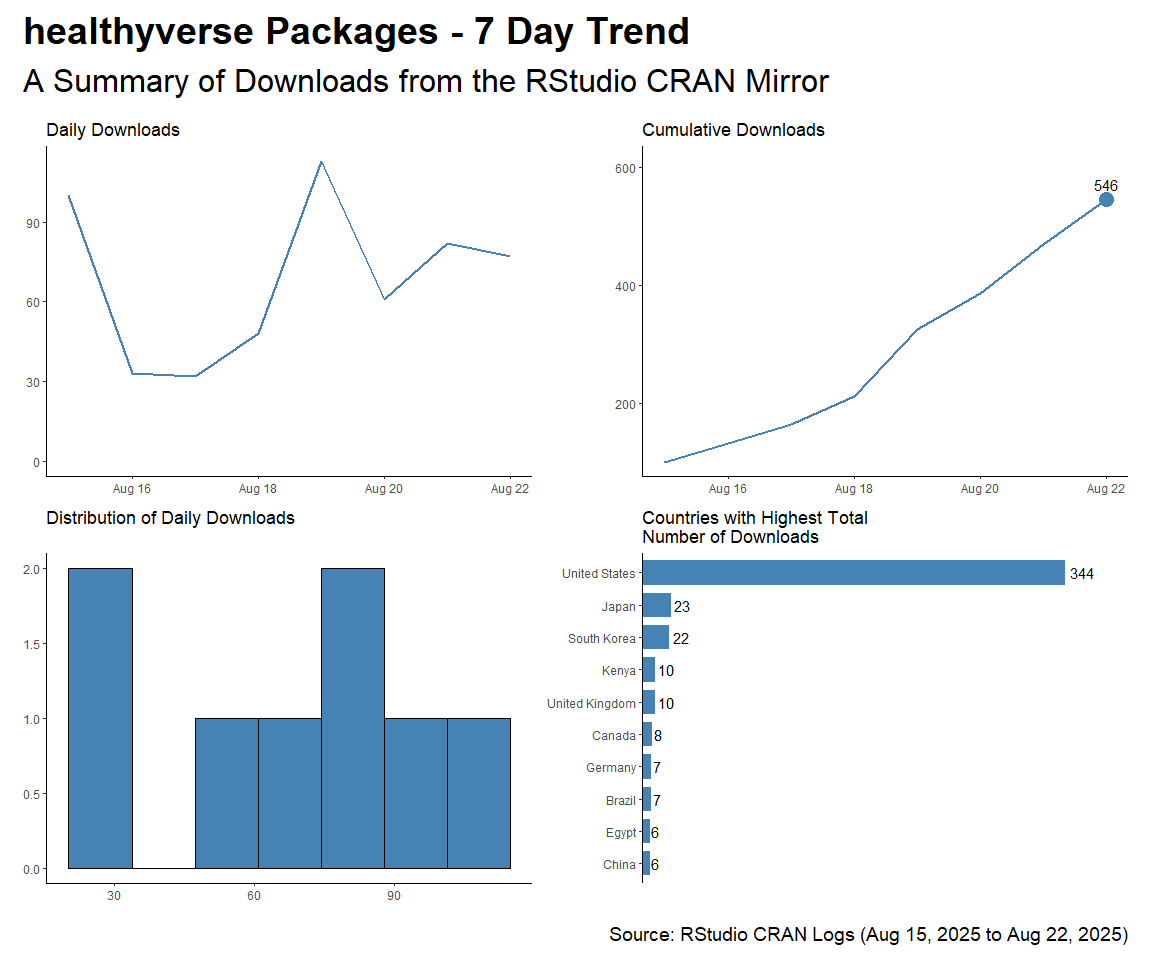 healthyverse Packages - 7 Day Trend
A Summary of Downloads from the RStudio CRAN Mirror
Daily Downloads
90
60
30
0
Aug 16
Aug 18
Aug 20
Aug 22
Cumulative Downloads
600
400
200
546
Aug 16
Aug 18
Aug 20
Aug 22
Distribution of Daily Downloads
2.0
1.5
1.0
0.5
0.0
30
60
90
Countries with Highest Total
Number of Downloads
United States 344
Japan 23
South Korea 22
Kenya 10
United Kingdom 10
Canada 8
Germany 7
Brazil 7
Egypt 6
China 6
Source: RStudio CRAN Logs (Aug 15, 2025 to Aug 22, 2025)